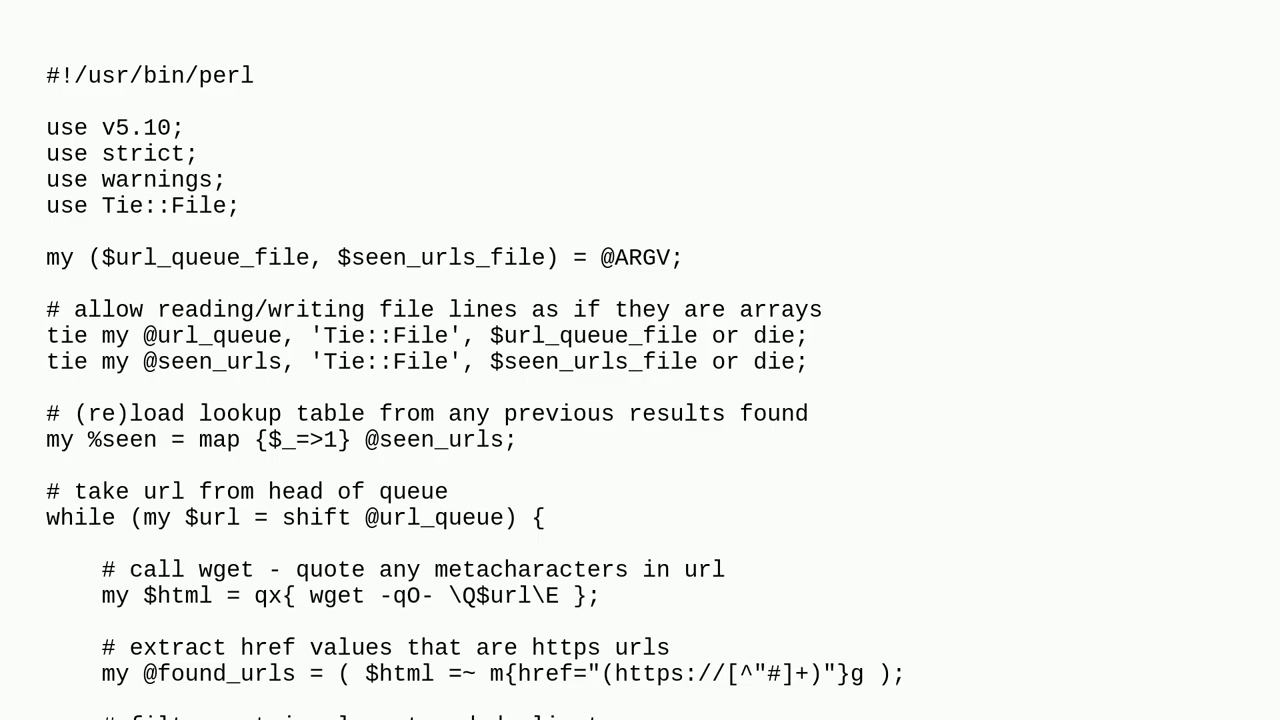 #!/usr/bin/perl
use v5.10;
use strict;
use warnings;
use Tie::File;
my ($url_queue_file, $seen_urls_file) = @ARGV;
# allow reading/writing file lines as if they are arrays
tie my @url_queue, 'Tie::File', $url_queue_file or die;
tie my @seen_urls, 'Tie::File', $seen_urls_file or die;
# (re)load lookup table from any previous results found
my %seen = map {$_=>1} @seen_urls;
# take url from head of queue
while (my $url = shift @url_queue) {
    # call wget - quote any metacharacters in url
    my $html = qx{ wget -qO- \Q$url\E };
    # extract href values that are https urls
    my @found_urls = ( $html =~ m{href="(https://[^"#]+)"}g );